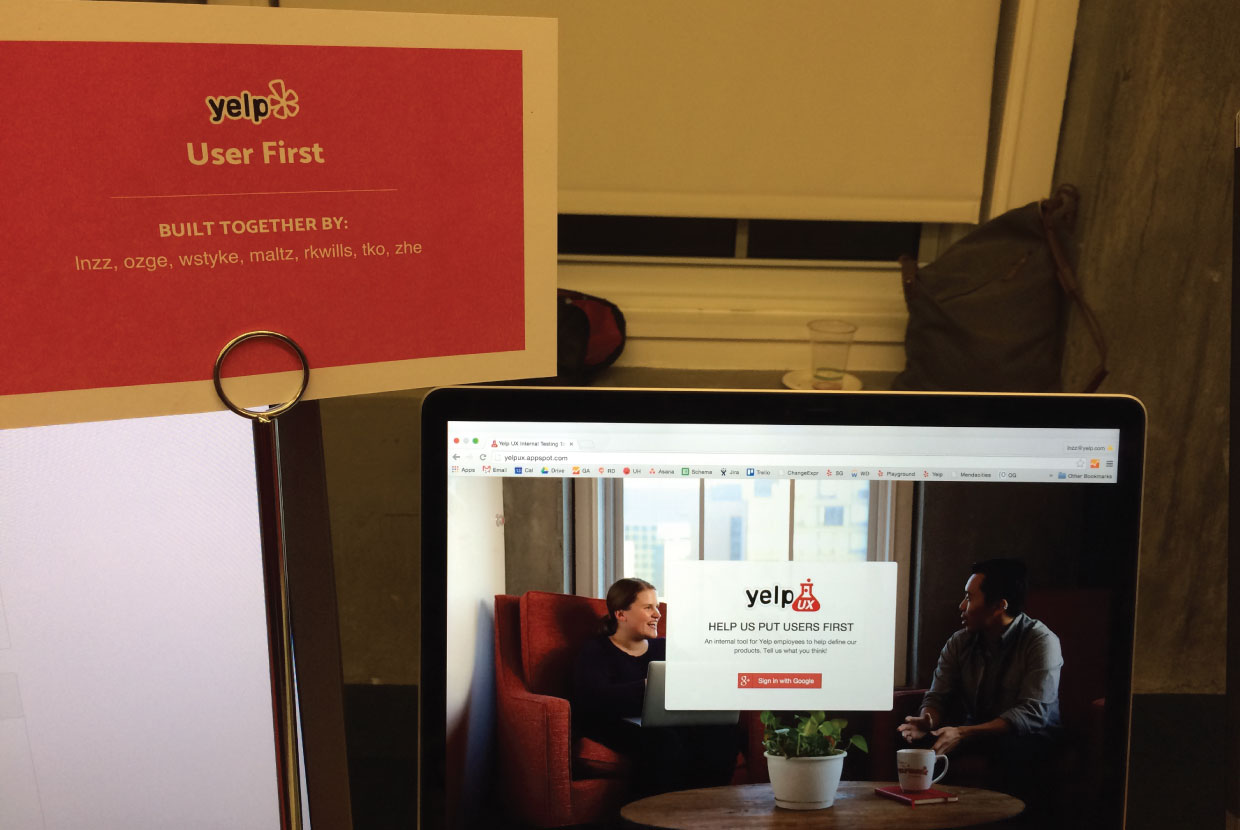 yelp
User First
BUILT TOGETHER BY:
lnzz, ozge, wstyke, maltz, rkwills, tko, zhe
Yelp UX Internal Testing
lnzz@yelp.com
yelpux.appspot.com
Apps Email Cal Drive GA RD UH Asana Schema Jira Trello ChangeExpr SG WD Playground Yelp Mendacities OG Other Bookmarks
yelp UX
HELP US PUT USERS FIRST
An internal tool for Yelp employees to help define our
products. Tell us what you think!
g+ Sign in with Google